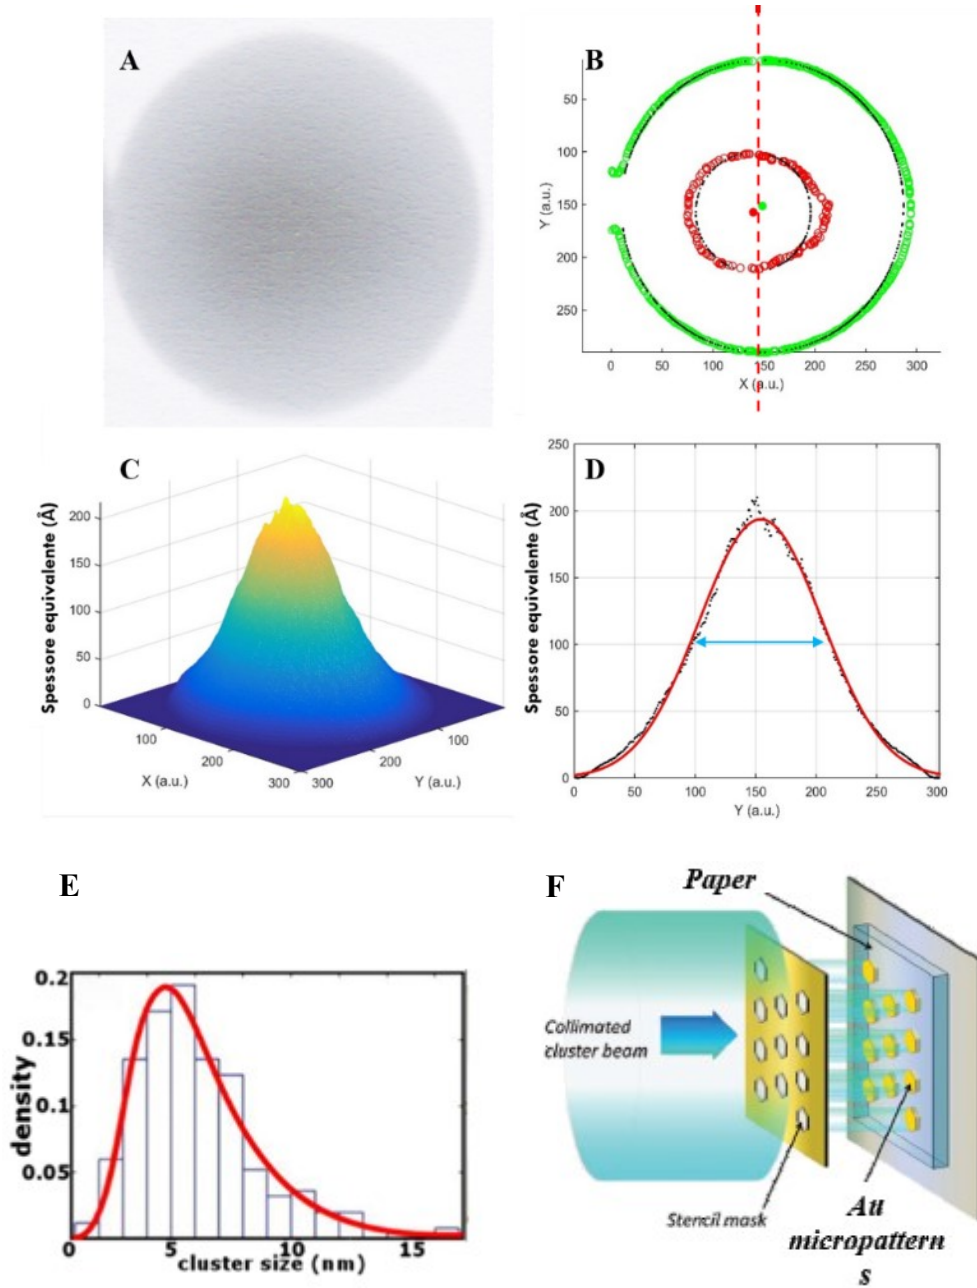 A
B
50
100
150
200
250
Y (a.u.)
0
50
100
150
200
250
300
X (a.u.)
C
200
150
100
50
0
Spessore equivalente (Å)
100
200
300
X (a.u.)
300
200
100
Y (a.u.)
D
250
200
150
100
50
0
Spessore equivalente (Å)
0
50
100
150
200
250
300
Y (a.u.)
E
0.2
0.15
0.1
0.05
density
0
5
10
15
cluster size (nm)
F
Paper
Collimated
cluster beam
Stencil mask
Au
micropattern
s